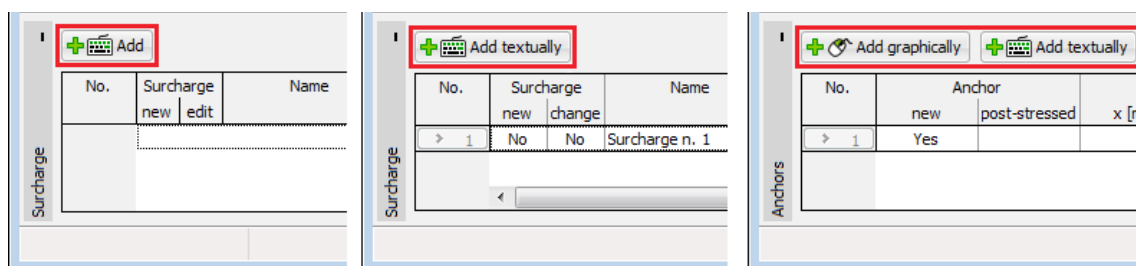 Add
No.
Surcharge
Name
new
edit
Surcharge
Add textually
No.
Surcharge
Name
new
change
1
No
No
Surcharge n. 1
Surcharge
Add graphically
Add textually
No.
Anchor
new
post-stressed
x [
1
Yes
Anchors